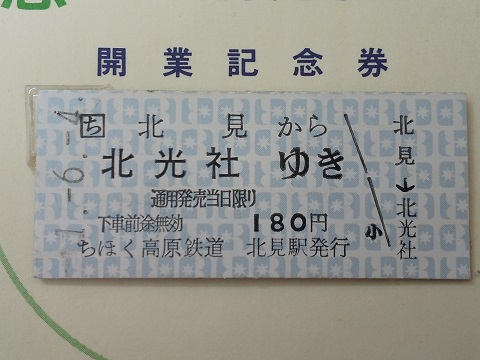 開業記念券
ち 北見から
北光社 ゆき
通用発売当日限り
下車前途無効 180円
ちほく高原鉄道 北見駅発行
小
北見→北光社
1.-6.-4.